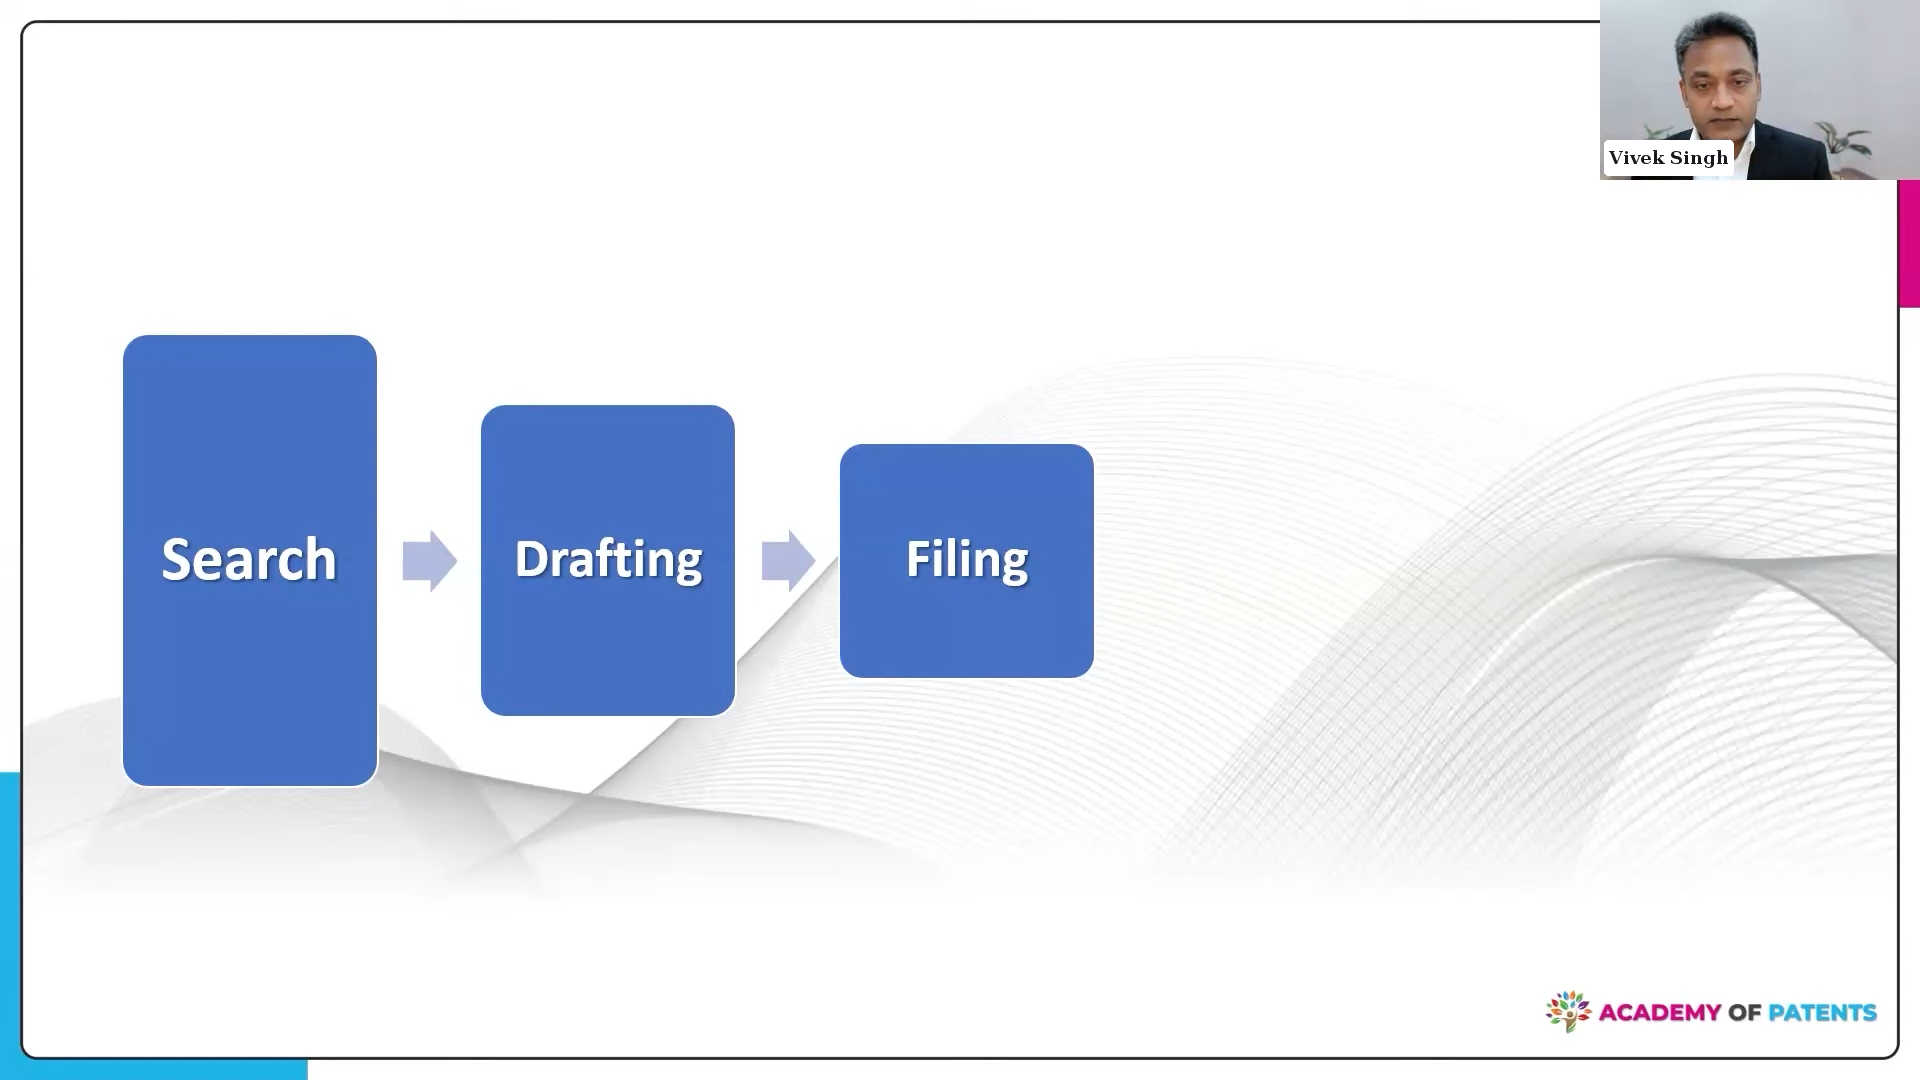 Vivek Singh
Search
Drafting
Filing
ACADEMY OF PATENTS